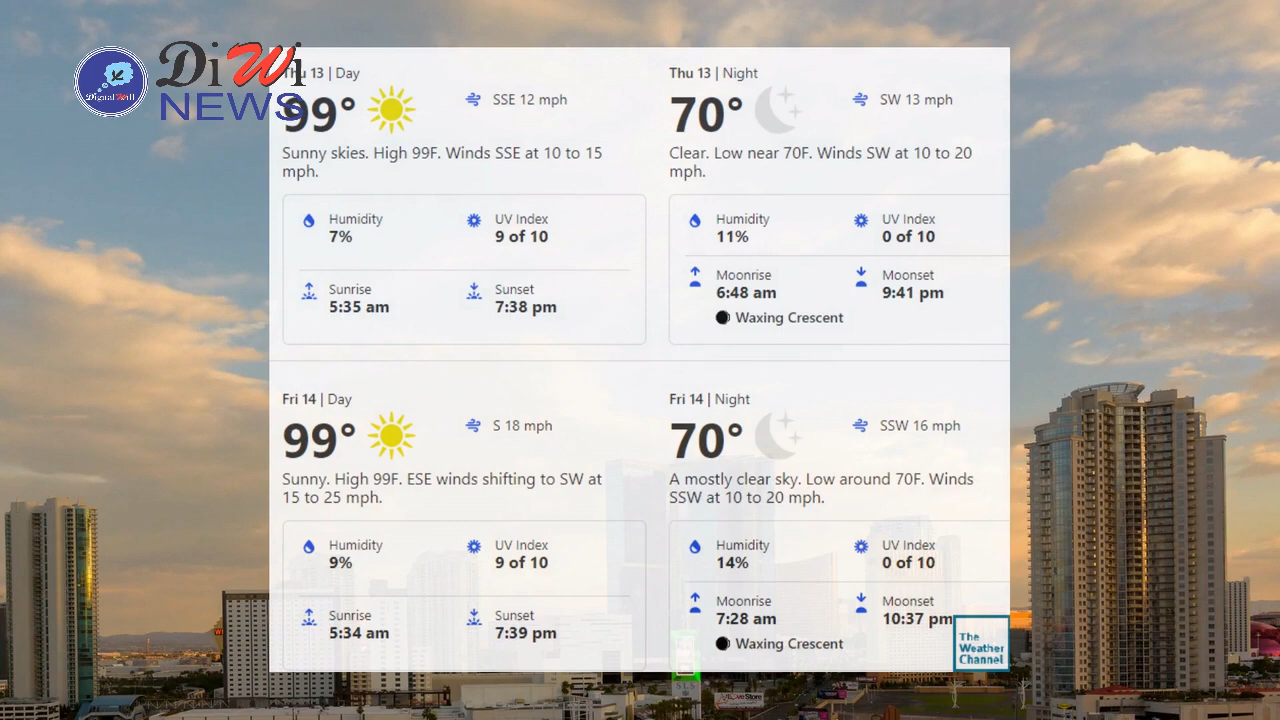 DiWi
NEWS
Digital Wall
Thu 13 | Day
99°
SSE 12 mph
Sunny skies. High 99F. Winds SSE at 10 to 15
mph.
Humidity
7%
UV Index
9 of 10
Sunrise
5:35 am
Sunset
7:38 pm
Thu 13 | Night
70°
SW 13 mph
Clear. Low near 70F. Winds SW at 10 to 20
mph.
Humidity
11%
UV Index
0 of 10
Moonrise
6:48 am
Moonset
9:41 pm
Waxing Crescent
Fri 14 | Day
99°
S 18 mph
Sunny. High 99F. ESE winds shifting to SW at
15 to 25 mph.
Humidity
9%
UV Index
9 of 10
Sunrise
5:34 am
Sunset
7:39 pm
Fri 14 | Night
70°
SSW 16 mph
A mostly clear sky. Low around 70F. Winds
SSW at 10 to 20 mph.
Humidity
14%
UV Index
0 of 10
Moonrise
7:28 am
Moonset
10:37 pm
Waxing Crescent
The
Weather
Channel
SLS